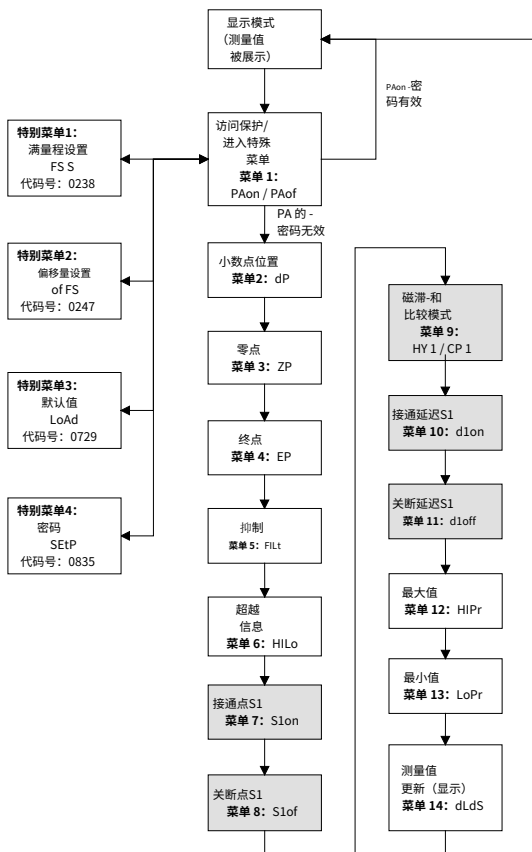 显示模式
（测量值
被展示）
PAon -密
码有效
访问保护/
进入特殊
菜单
菜单 1：
PAon / PAof
PA 的 -
密码无效
特别菜单1：
满量程设置
FS S
代码号：0238
特别菜单2：
偏移量设置
of FS
代码号：0247
特别菜单3：
默认值
LoAd
代码号：0729
特别菜单4：
密码
SEtP
代码号：0835
小数点位置
菜单2：dP
零点
菜单 3：ZP
终点
菜单 4：EP
抑制
菜单 5：FILt
超越
信息
菜单 6：HILo
接通点S1
菜单 7：S1on
关断点S1
菜单 8：S1of
磁滞-和
比较模式
菜单 9：
HY 1 / CP 1
接通延迟S1
菜单 10：d1on
关断延迟S1
菜单 11：d1off
最大值
菜单 12：HIPr
最小值
菜单 13：LoPr
测量值
更新（显示）
菜单 14：dLdS